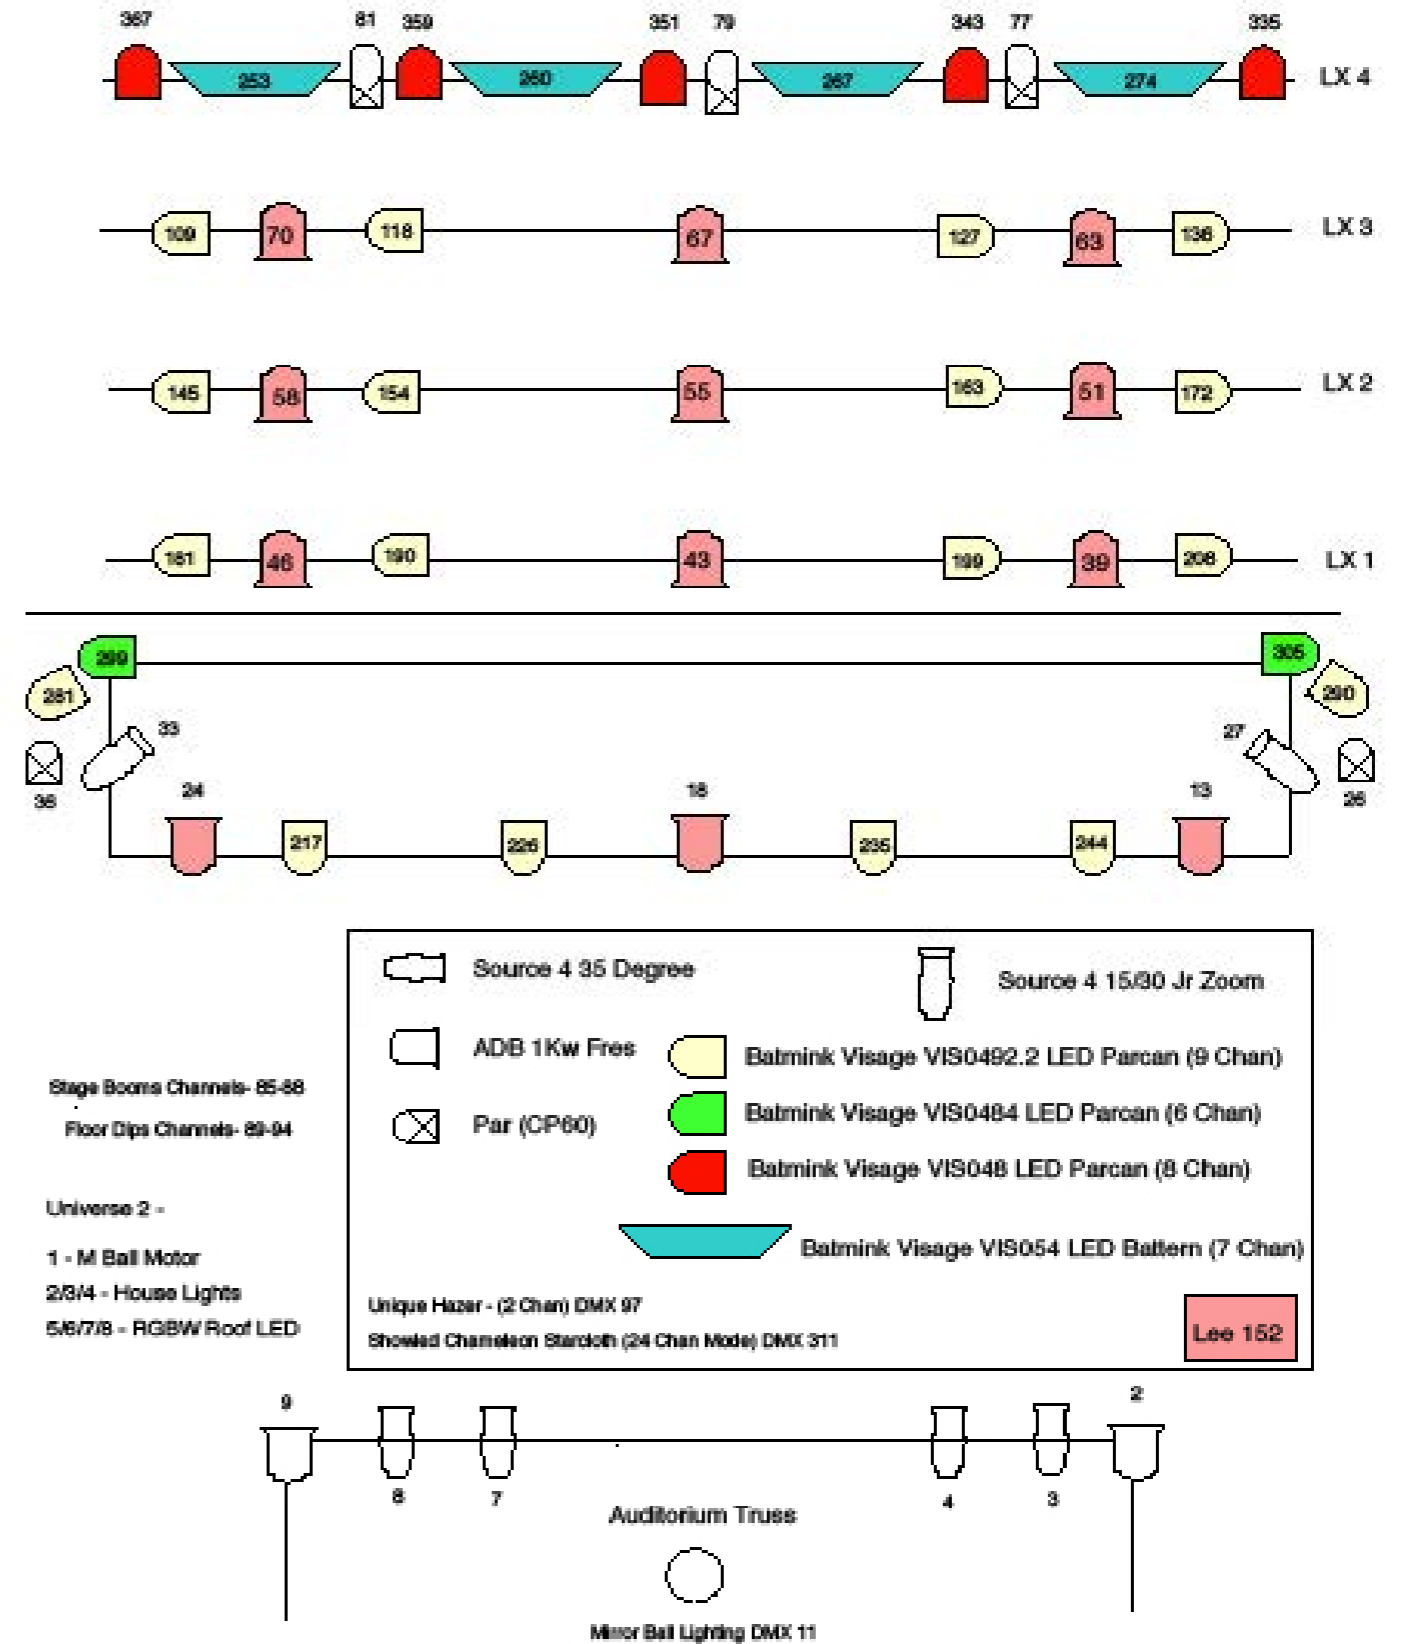 367 81 359 351 79 343 77 335
253 260 267 274 LX 4
109 70 118 67 127 63 136 LX 3
145 58 154 55 163 51 172 LX 2
181 46 190 43 199 39 208 LX 1
299 305
281 290
33 27
36 26
24 18 13
217 226 235 244
Source 4 35 Degree
Source 4 15/30 Jr Zoom
ADB 1Kw Fres
Batmink Visage VIS0492.2 LED Parcan (9 Chan)
Par (CP60)
Batmink Visage VIS0484 LED Parcan (6 Chan)
Batmink Visage VIS048 LED Parcan (8 Chan)
Batmink Visage VIS054 LED Battern (7 Chan)
Unique Hazer - (2 Chan) DMX 97
Showled Chameleon Starcloth (24 Chan Mode) DMX 311
Lee 152
Stage Booms Channels- 85-88
Floor Dips Channels- 89-94
Universe 2 -
1 - M Ball Motor
2/3/4 - House Lights
5/6/7/8 - RGBW Roof LED
9 2
8 7 4 3
Auditorium Truss
Mirror Ball Lighting DMX 11